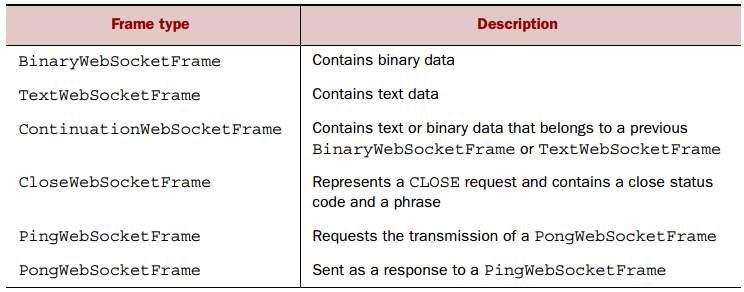 Frame type Description
BinaryWebSocketFrame Contains binary data
TextWebSocketFrame Contains text data
ContinuationWebSocketFrame Contains text or binary data that belongs to a previous
BinaryWebSocketFrame or TextWebSocketFrame
CloseWebSocketFrame Represents a CLOSE request and contains a close status
code and a phrase
PingWebSocketFrame Requests the transmission of a PongWebSocketFrame
PongWebSocketFrame Sent as a response to a PingWebSocketFrame